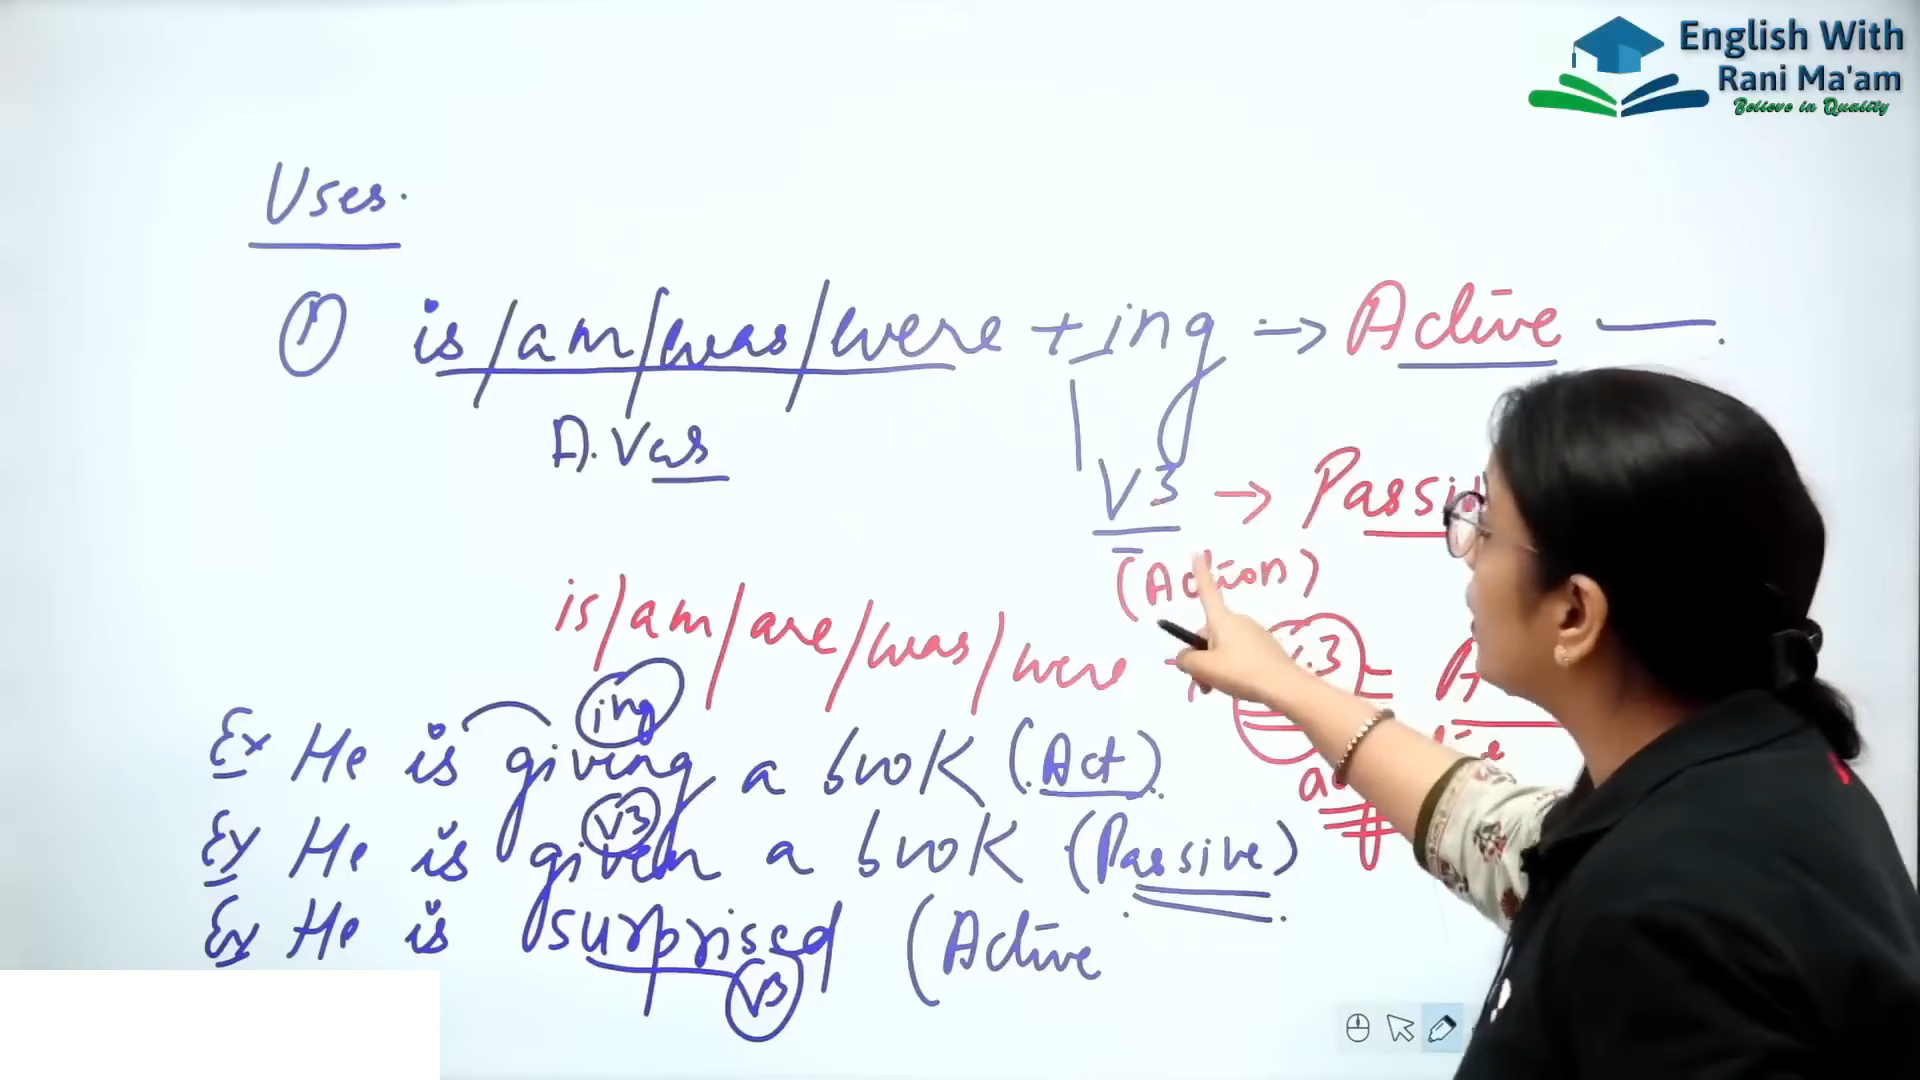 English With
Rani Ma'am
Believe in Quality
Uses.
① is/am/was/were + ing → Active
A. Ver
V3 → Passi
(Action)
is/am/are/was/were +
Ex He is giving a book (Act)
ing
Ex He is given a book (Passive)
V3
Ex He is surprised (Active
V3